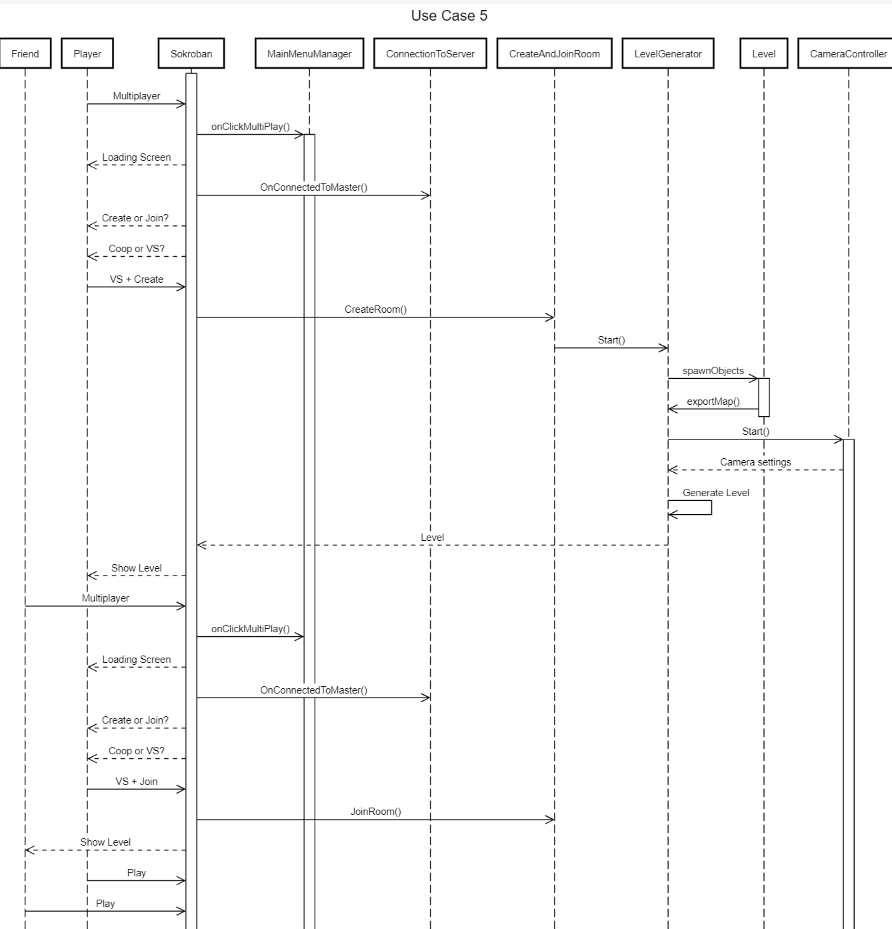 Use Case 5
Friend
Player
Sokroban
MainMenuManager
ConnectionToServer
CreateAndJoinRoom
LevelGenerator
Level
CameraController
Multiplayer
onClickMultiPlay()
Loading Screen
OnConnectedToMaster()
Create or Join?
Coop or VS?
VS + Create
CreateRoom()
Start()
spawnObjects
exportMap()
Start()
Camera settings
Generate Level
Level
Show Level
Multiplayer
onClickMultiPlay()
Loading Screen
OnConnectedToMaster()
Create or Join?
Coop or VS?
VS + Join
JoinRoom()
Show Level
Play
Play